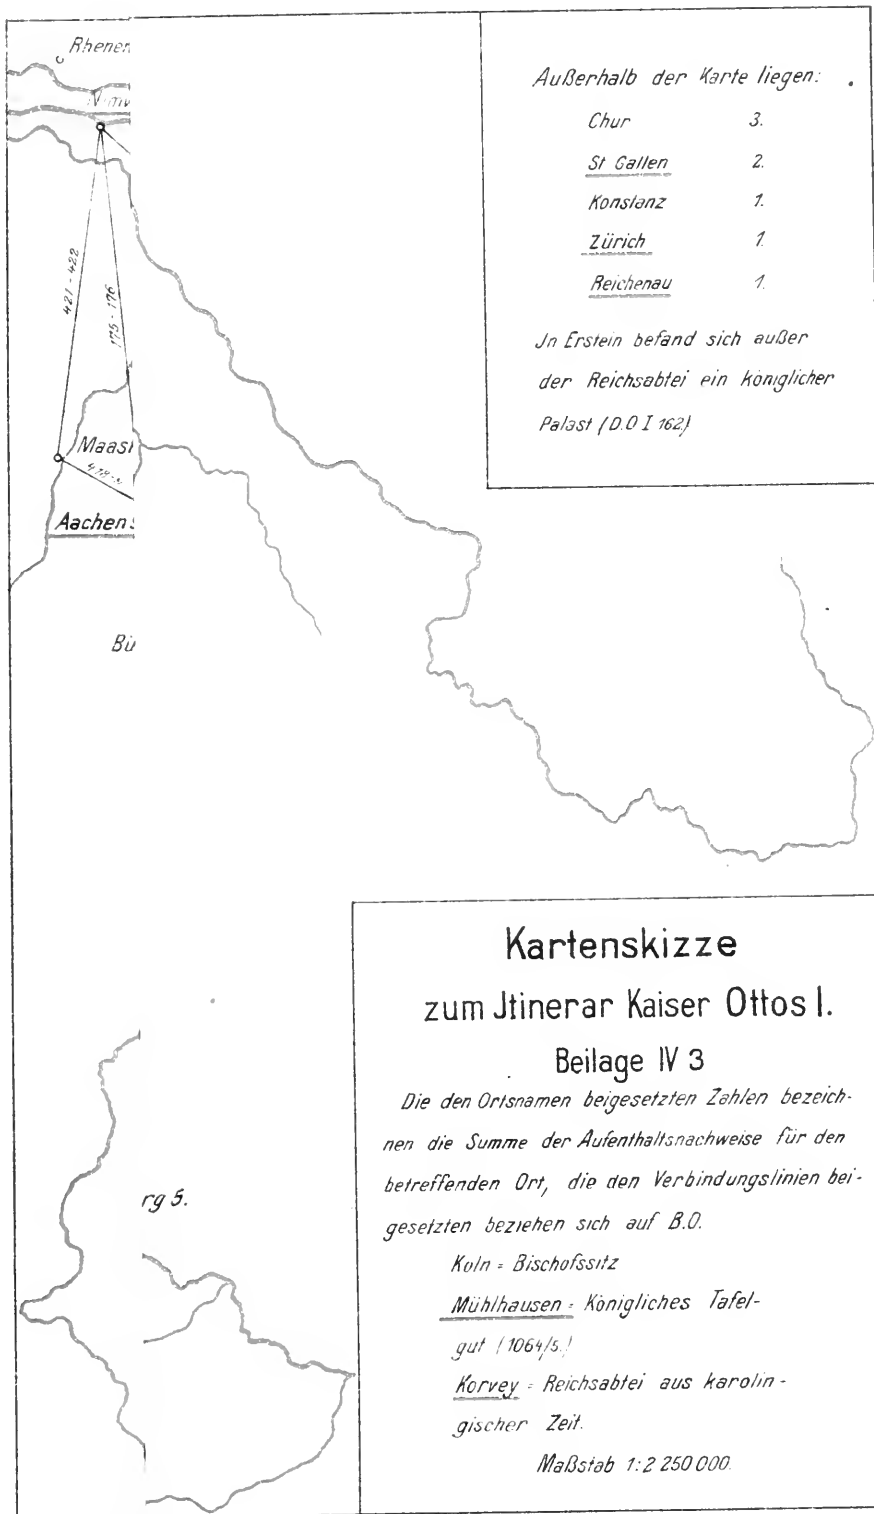 Rhenen
421-422
175-176
Maast
Aachen
Bü
rg 5.
Außerhalb der Karte liegen:
Chur 3.
St Gallen 2.
Konstanz 1.
Zürich 1.
Reichenau 1.
Jn Erstein befand sich außer
der Reichsabtei ein königlicher
Palast (D.O I 162)
Kartenskizze
zum Jtinerar Kaiser Ottos I.
Beilage IV 3
Die den Ortsnamen beigesetzten Zahlen bezeich-
nen die Summe der Aufenthaltsnachweise für den
betreffenden Ort, die den Verbindungslinien bei-
gesetzten beziehen sich auf B.O.
Koln = Bischofssitz
Mühlhausen = Königliches Tafel-
gut (1064/5.)
Korvey = Reichsabtei aus karolin-
gischer Zeit.
Maßstab 1:2 250 000.